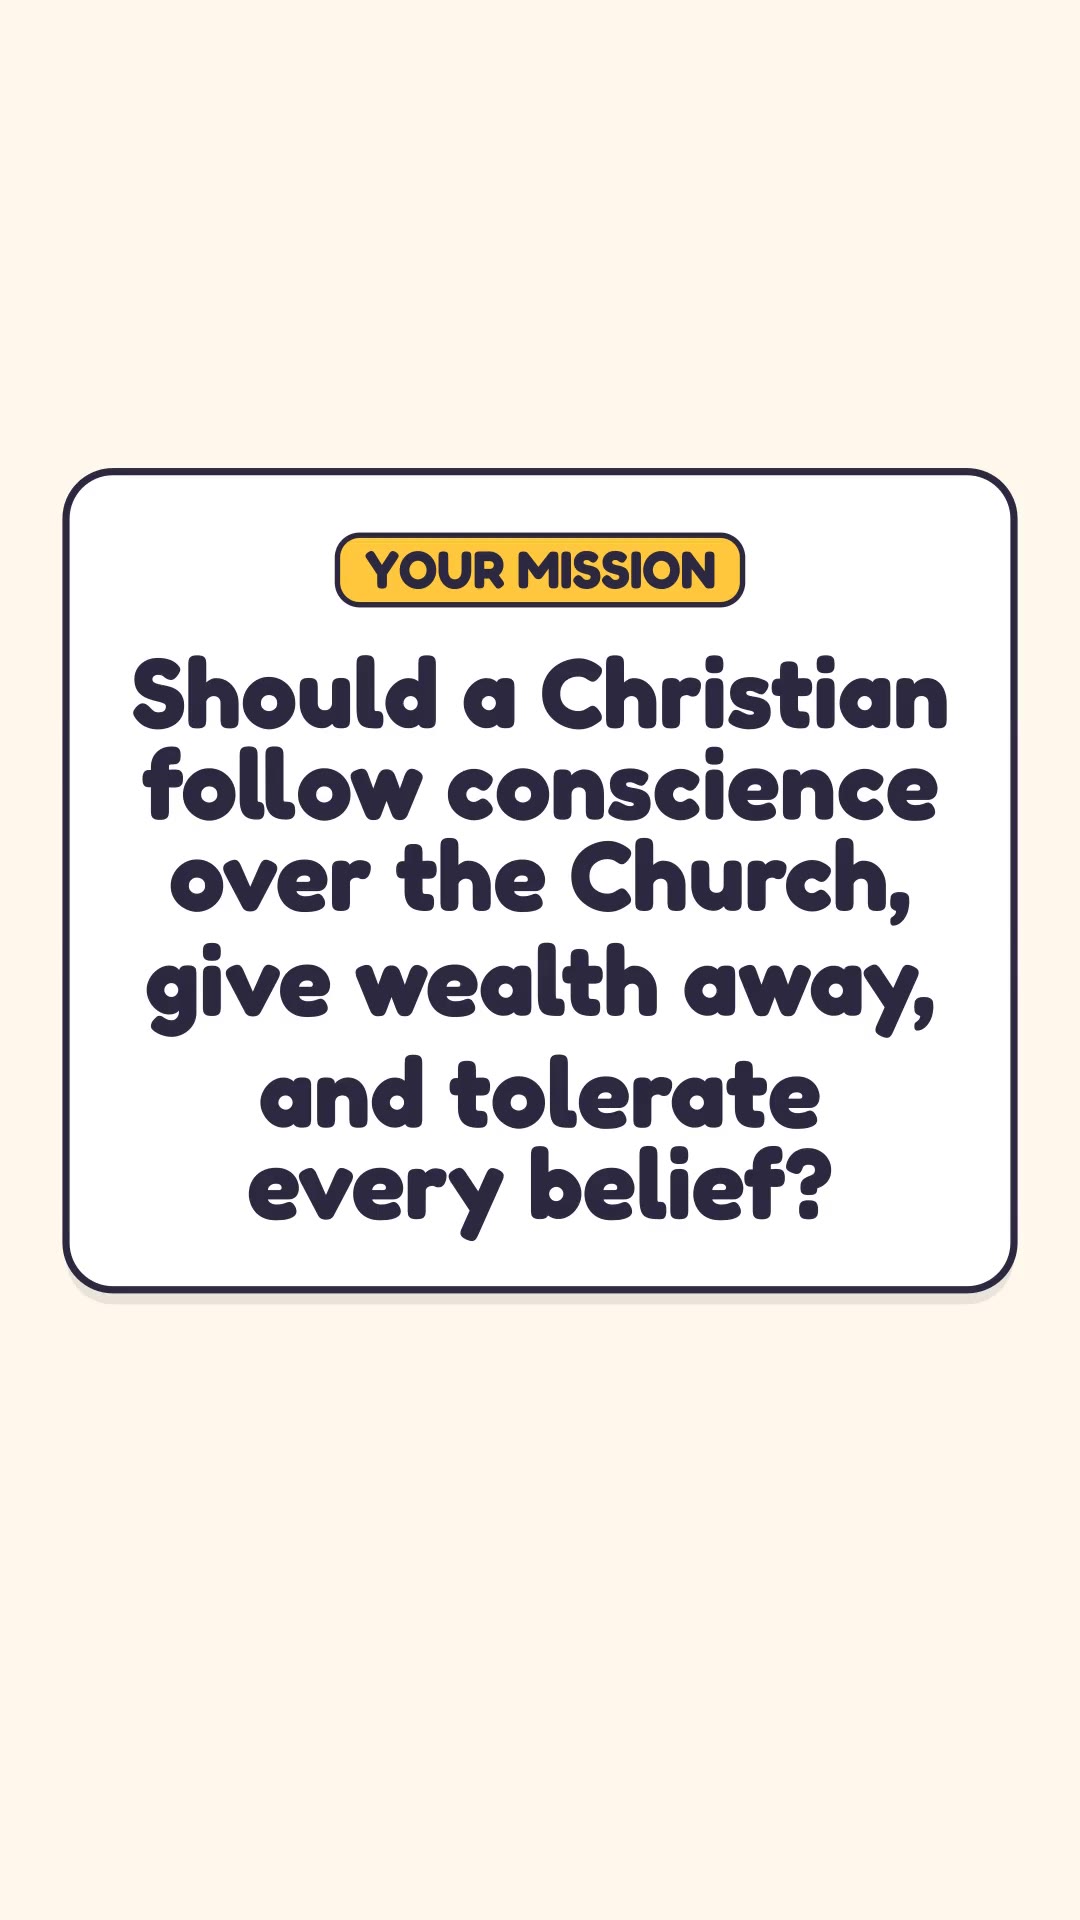 YOUR MISSION
Should a Christian
follow conscience
over the Church,
give wealth away,
and tolerate
every belief?